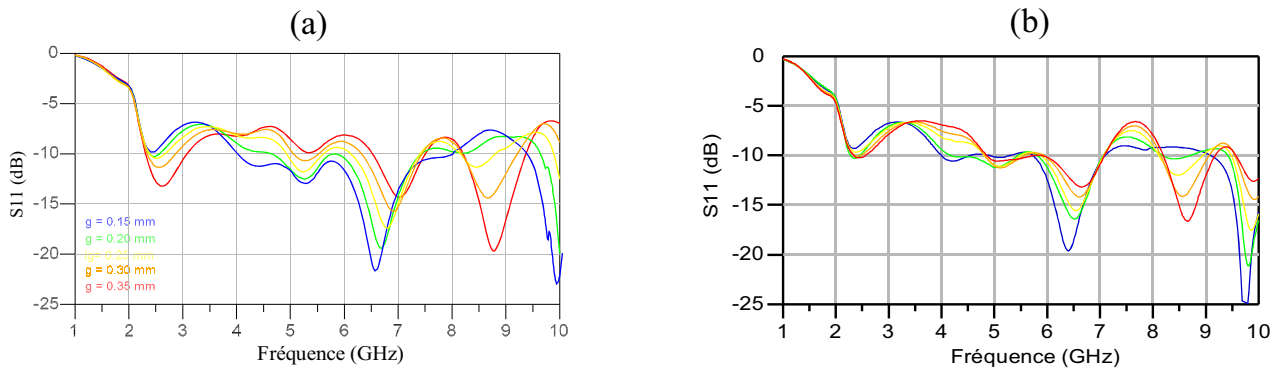 (a)
S11 (dB)
0
-5
-10
-15
-20
-25
g = 0.15 mm
g = 0.20 mm
g = 0.30 mm
g = 0.35 mm
1 2 3 4 5 6 7 8 9 10
Fréquence (GHz)
(b)
S11 (dB)
0
-5
-10
-15
-20
-25
1 2 3 4 5 6 7 8 9 10
Fréquence (GHz)